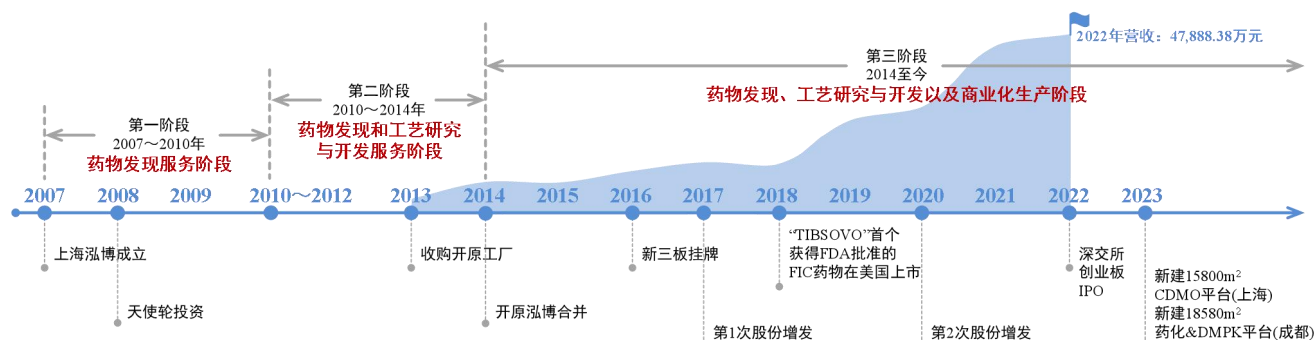 2022年营收：47,888.38万元
第三阶段
2014至今
药物发现、工艺研究与开发以及商业化生产阶段
第二阶段
2010～2014年
药物发现和工艺研究
与开发服务阶段
第一阶段
2007～2010年
药物发现服务阶段
2007 2008 2009 2010～2012 2013 2014 2015 2016 2017 2018 2019 2020 2021 2022 2023
上海泓博成立
天使轮投资
收购开原工厂
开原泓博合并
新三板挂牌
第1次股份增发
“TIBSOVO”首个
获得FDA批准的
FIC药物在美国上市
第2次股份增发
深交所
创业板
IPO
新建15800m²
CDMO平台(上海)
新建18580m²
药化&DMPK平台(成都)